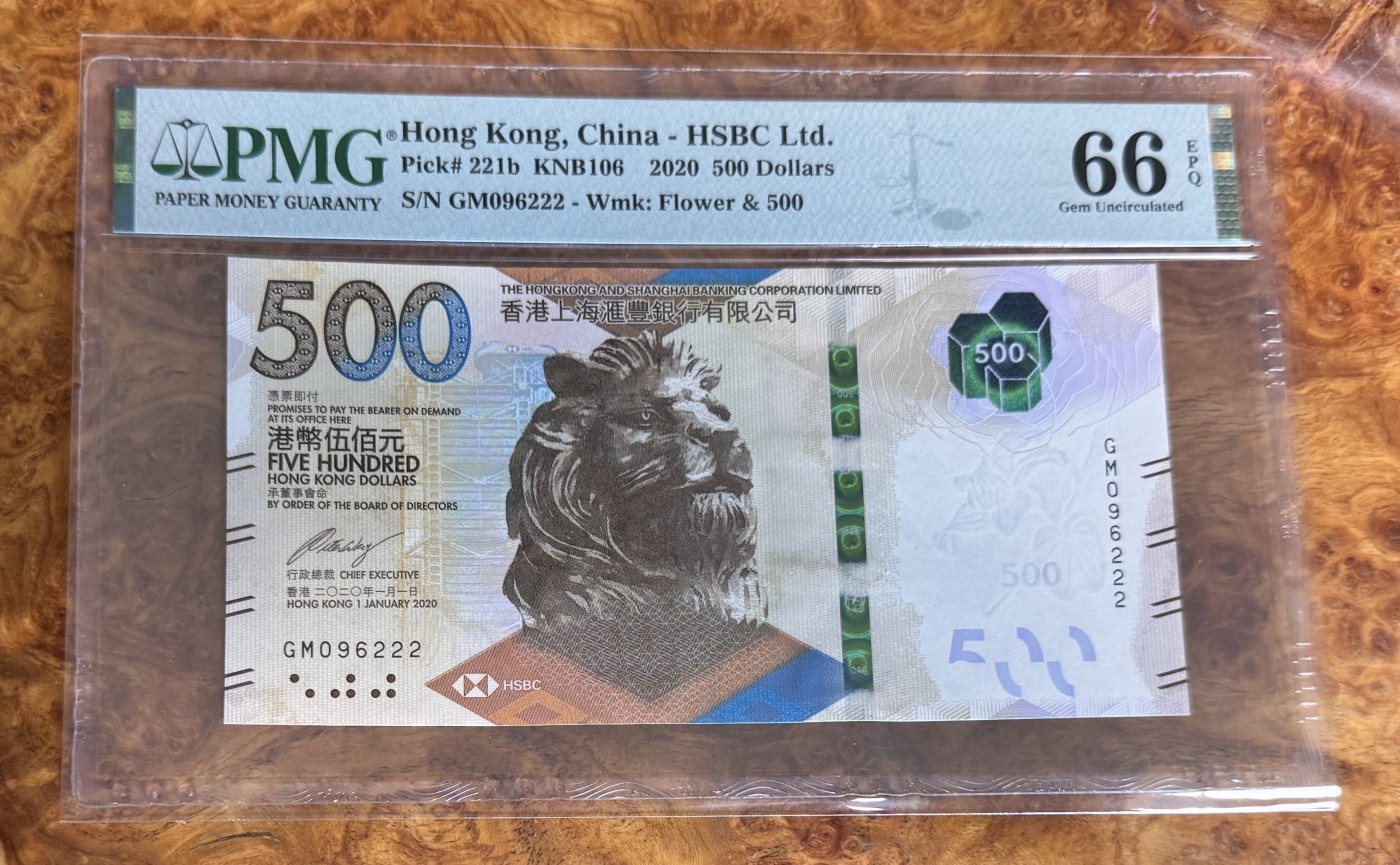 PMG®
PAPER MONEY GUARANTY
Hong Kong, China - HSBC Ltd.
Pick# 221b KNB106 2020 500 Dollars
S/N GM096222 - Wmk: Flower & 500
66
EPQ
Gem Uncirculated
500
THE HONGKONG AND SHANGHAI BANKING CORPORATION LIMITED
香港上海滙豐銀行有限公司
500
憑票即付
PROMISES TO PAY THE BEARER ON DEMAND
AT ITS OFFICE HERE
港幣伍佰元
FIVE HUNDRED
HONG KONG DOLLARS
承董事會命
BY ORDER OF THE BOARD OF DIRECTORS
行政總裁 CHIEF EXECUTIVE
香港 二〇二〇年一月一日
HONG KONG 1 JANUARY 2020
GM096222
HSBC
500
GM096222
500
500